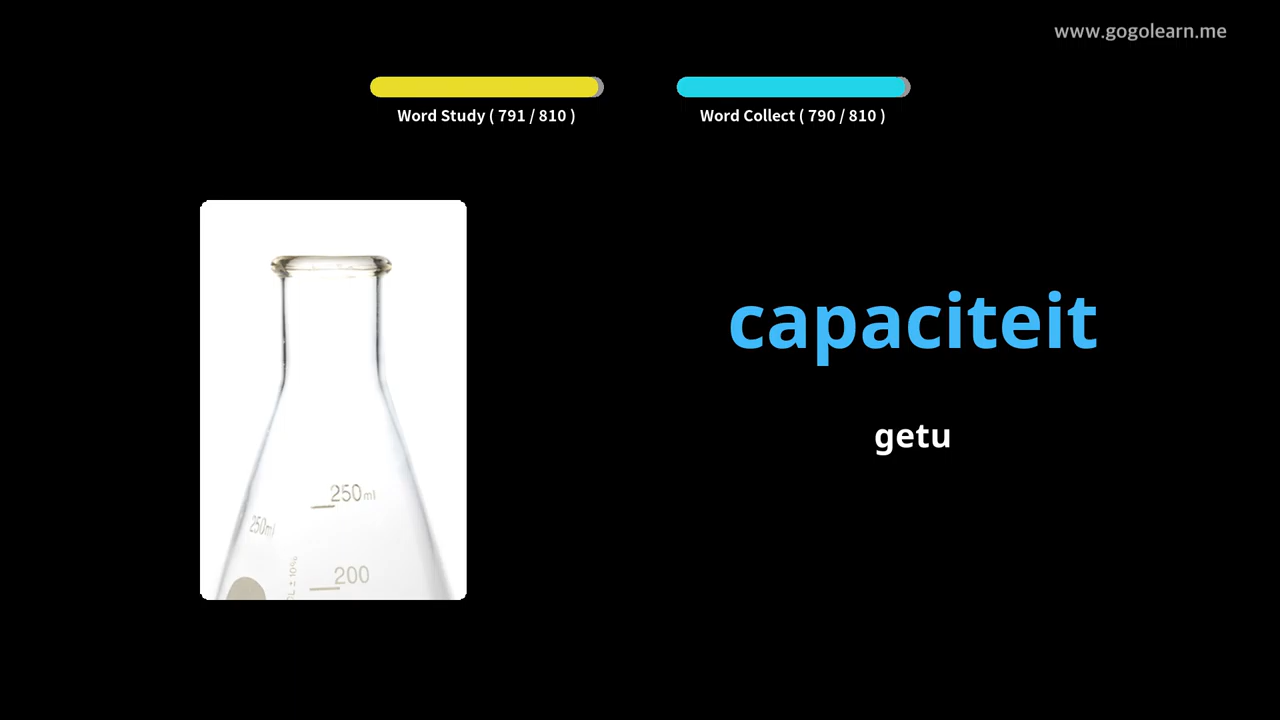 www.gogolearn.me
Word Study ( 791 / 810 )
Word Collect ( 790 / 810 )
capaciteit
getu
250ml
250ml
200